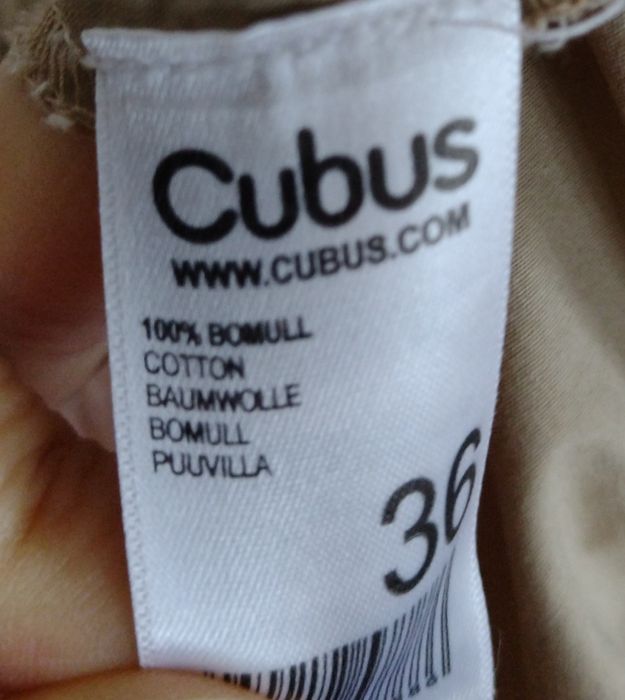 Cubus
WWW.CUBUS.COM
100% BOMULL
COTTON
BAUMWOLLE
BOMULL
PUUVILLA
36